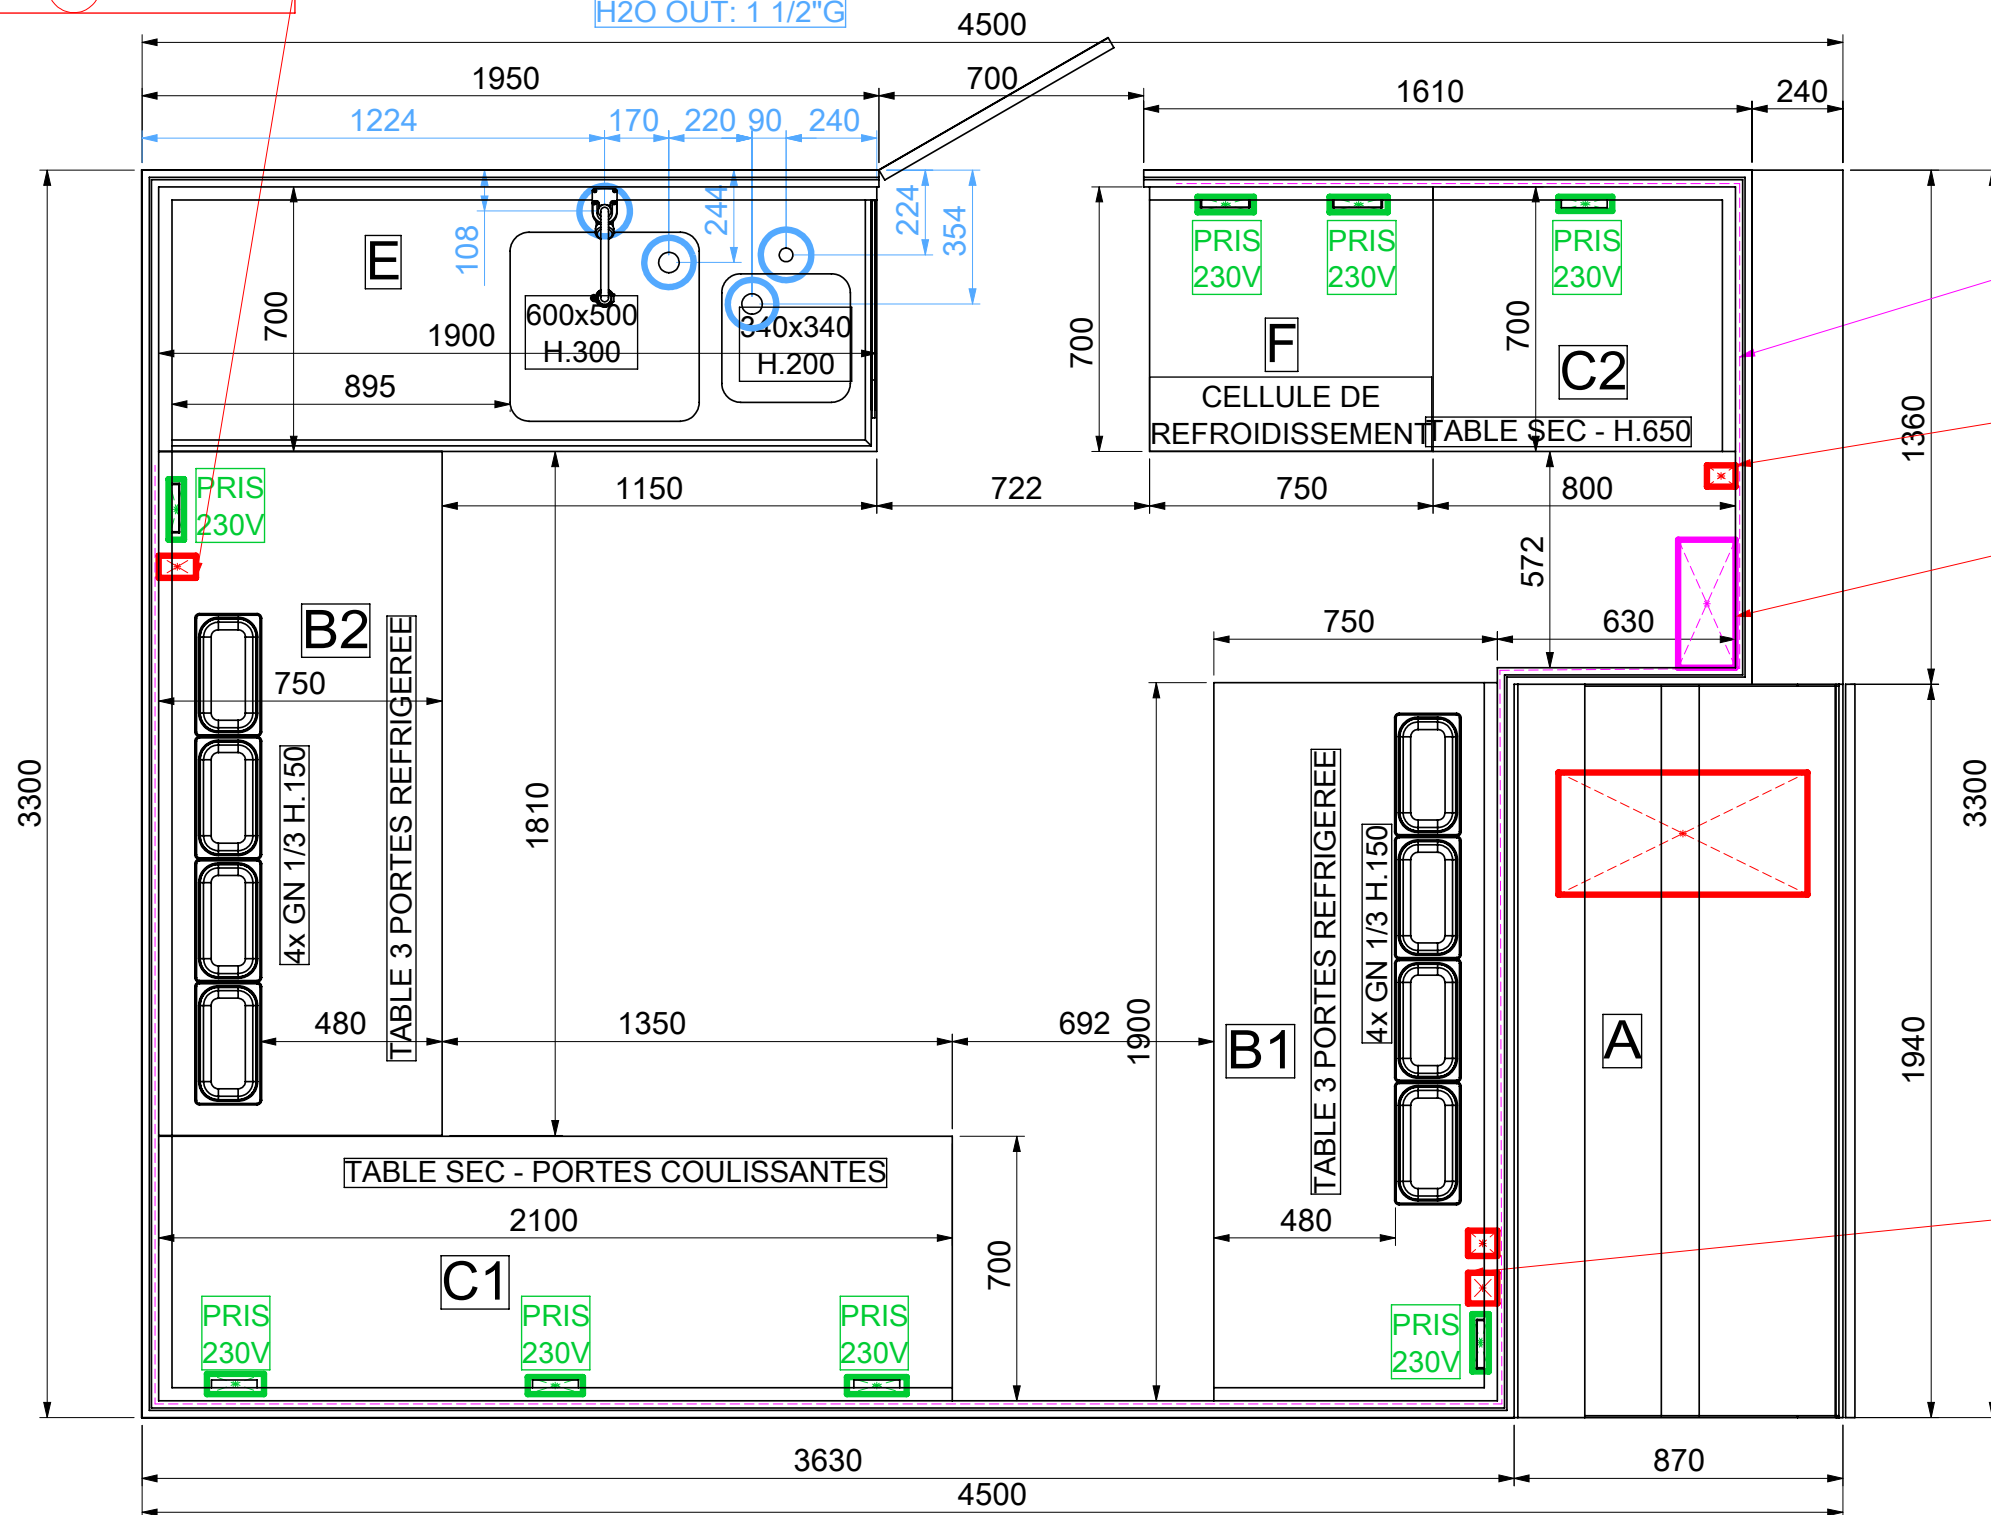 H2O OUT: 1 1/2"G
4500
1950
700
1610
240
1224
170
220
90
240
108
244
224
354
E
700
1900
895
600x500
H.300
340x340
H.200
PRIS
230V
PRIS
230V
PRIS
230V
F
C2
700
700
CELLULE DE
REFROIDISSEMENT
TABLE SEC - H.650
1360
PRIS
230V
1150
722
750
800
572
750
630
B2
750
TABLE 3 PORTES REFRIGEREE
4x GN 1/3 H.150
3300
1810
3300
480
1350
692
1900
B1
TABLE 3 PORTES REFRIGEREE
4x GN 1/3 H.150
A
1940
TABLE SEC - PORTES COULISSANTES
2100
700
480
C1
PRIS
230V
PRIS
230V
PRIS
230V
PRIS
230V
3630
870
4500